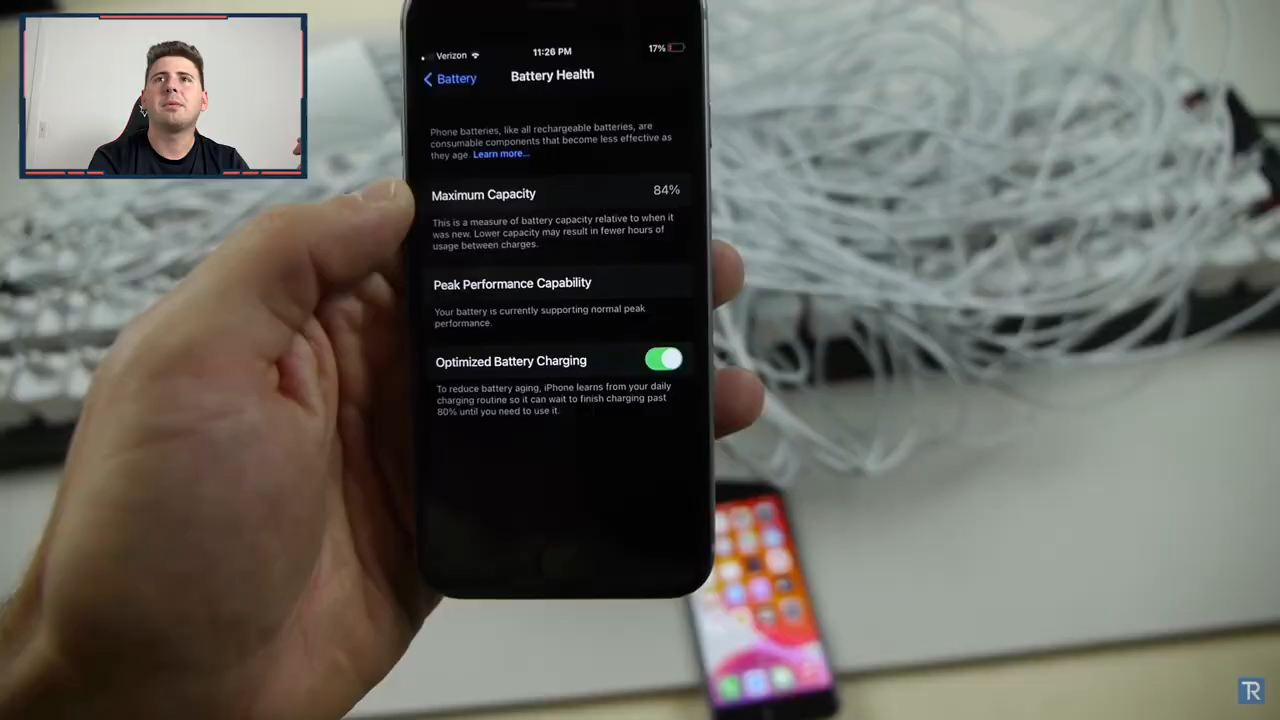 Verizon
11:26 PM
17%
Battery
Battery Health
Phone batteries, like all rechargeable batteries, are
consumable components that become less effective as
they age. Learn more...
Maximum Capacity
84%
This is a measure of battery capacity relative to when it
was new. Lower capacity may result in fewer hours of
usage between charges.
Peak Performance Capability
Your battery is currently supporting normal peak
performance.
Optimized Battery Charging
To reduce battery aging, iPhone learns from your daily
charging routine so it can wait to finish charging past
80% until you need to use it.
TR